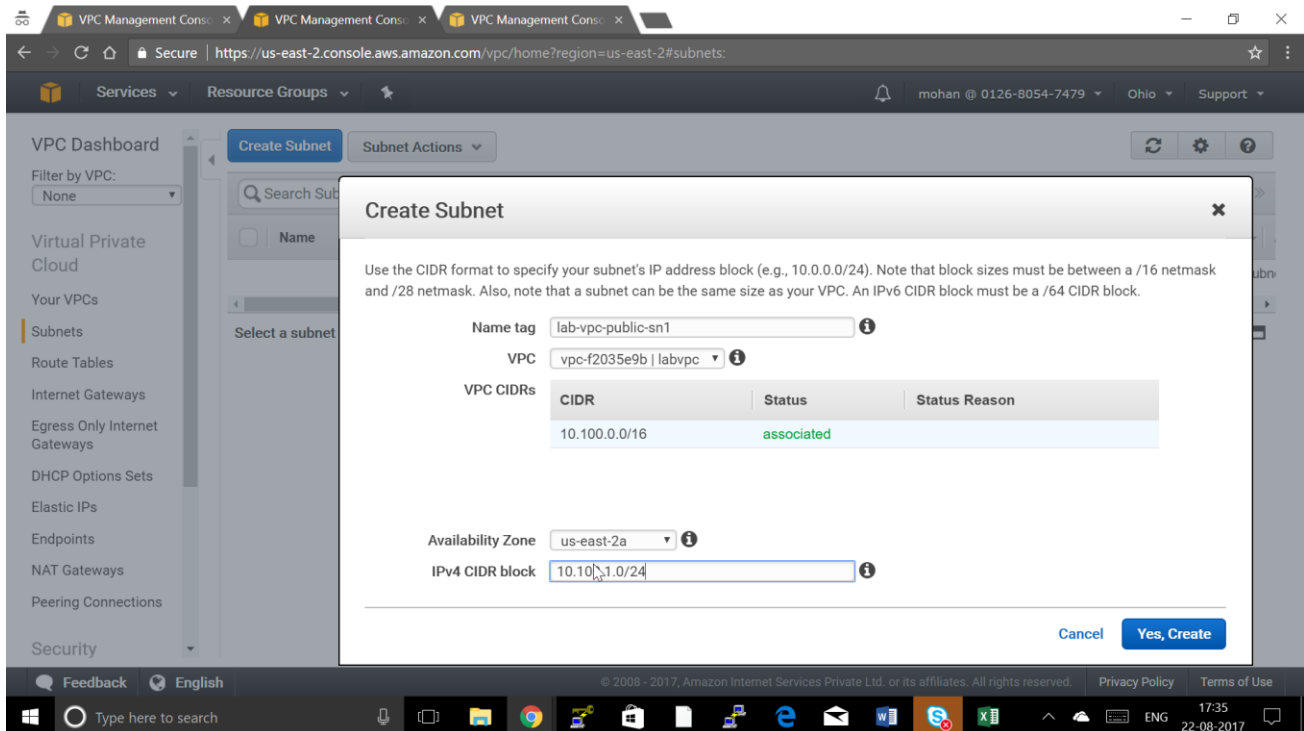 VPC Management Conso × VPC Management Conso × VPC Management Conso ×
Secure | https://us-east-2.console.aws.amazon.com/vpc/home?region=us-east-2#subnets:
Services Resource Groups mohan @ 0126-8054-7479 Ohio Support
VPC Dashboard
Filter by VPC:
None
Virtual Private
Cloud
Your VPCs
Subnets
Route Tables
Internet Gateways
Egress Only Internet
Gateways
DHCP Options Sets
Elastic IPs
Endpoints
NAT Gateways
Peering Connections
Security
Create Subnet Subnet Actions
Search Sub
Name
Select a subnet
Create Subnet
Use the CIDR format to specify your subnet's IP address block (e.g., 10.0.0.0/24). Note that block sizes must be between a /16 netmask
and /28 netmask. Also, note that a subnet can be the same size as your VPC. An IPv6 CIDR block must be a /64 CIDR block.
Name tag lab-vpc-public-sn1
VPC vpc-f2035e9b | labvpc
VPC CIDRs
CIDR Status Status Reason
10.100.0.0/16 associated
Availability Zone us-east-2a
IPv4 CIDR block
Cancel Yes, Create
Feedback English © 2008 - 2017, Amazon Internet Services Private Ltd. or its affiliates. All rights reserved. Privacy Policy Terms of Use
Type here to search ENG 17:35
22-08-2017